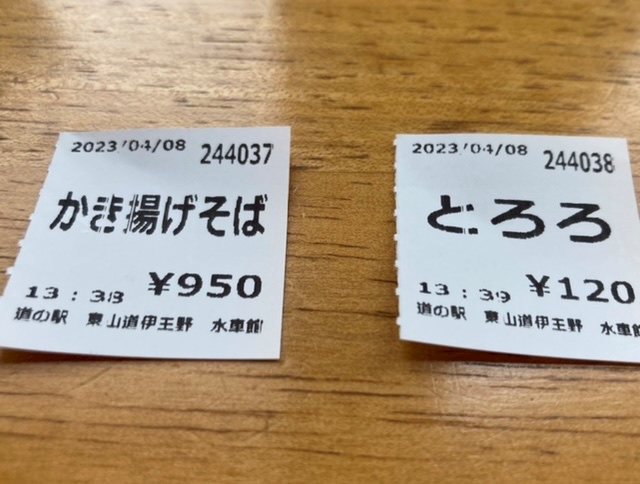 2023/04/08 244037
かき揚げそば
13:38 ¥950
道の駅 東山道伊王野 水車館
2023/04/08 244038
とろろ
13:39 ¥120
道の駅 東山道伊王野 水車館